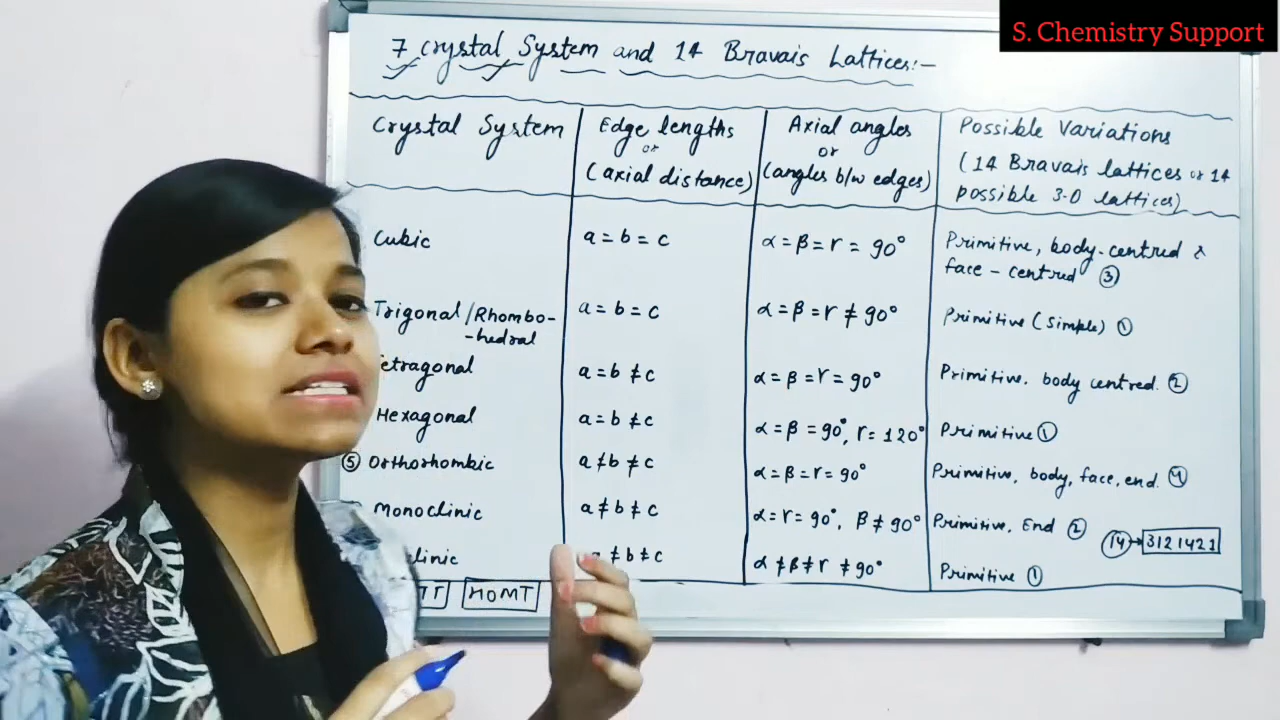 S. Chemistry Support
7 Crystal System and 14 Bravais Lattices:-
Crystal System
Edge lengths
or
(axial distance)
Axial angles
or
(angles b/w edges)
Possible Variations
(14 Bravais lattices or 14
possible 3-D lattices)
Cubic
a = b = c
α = β = r = 90°
Primitive, body-centred &
face-centred ③
Trigonal/Rhombo-
-hedral
a = b = c
α = β = r ≠ 90°
Primitive (simple) ①
etragonal
a = b ≠ c
α = β = r = 90°
Primitive, body centred. ②
Hexagonal
a = b ≠ c
α = β = 90°, r = 120°
Primitive ①
⑤ Orthorhombic
a ≠ b ≠ c
α = β = r = 90°
Primitive, body, face, end. ④
Monoclinic
a ≠ b ≠ c
α = r = 90°, β ≠ 90°
Primitive, End ②
14 → 3121421
clinic
a ≠ b ≠ c
α ≠ β ≠ r ≠ 90°
Primitive ①
TT
HOMT